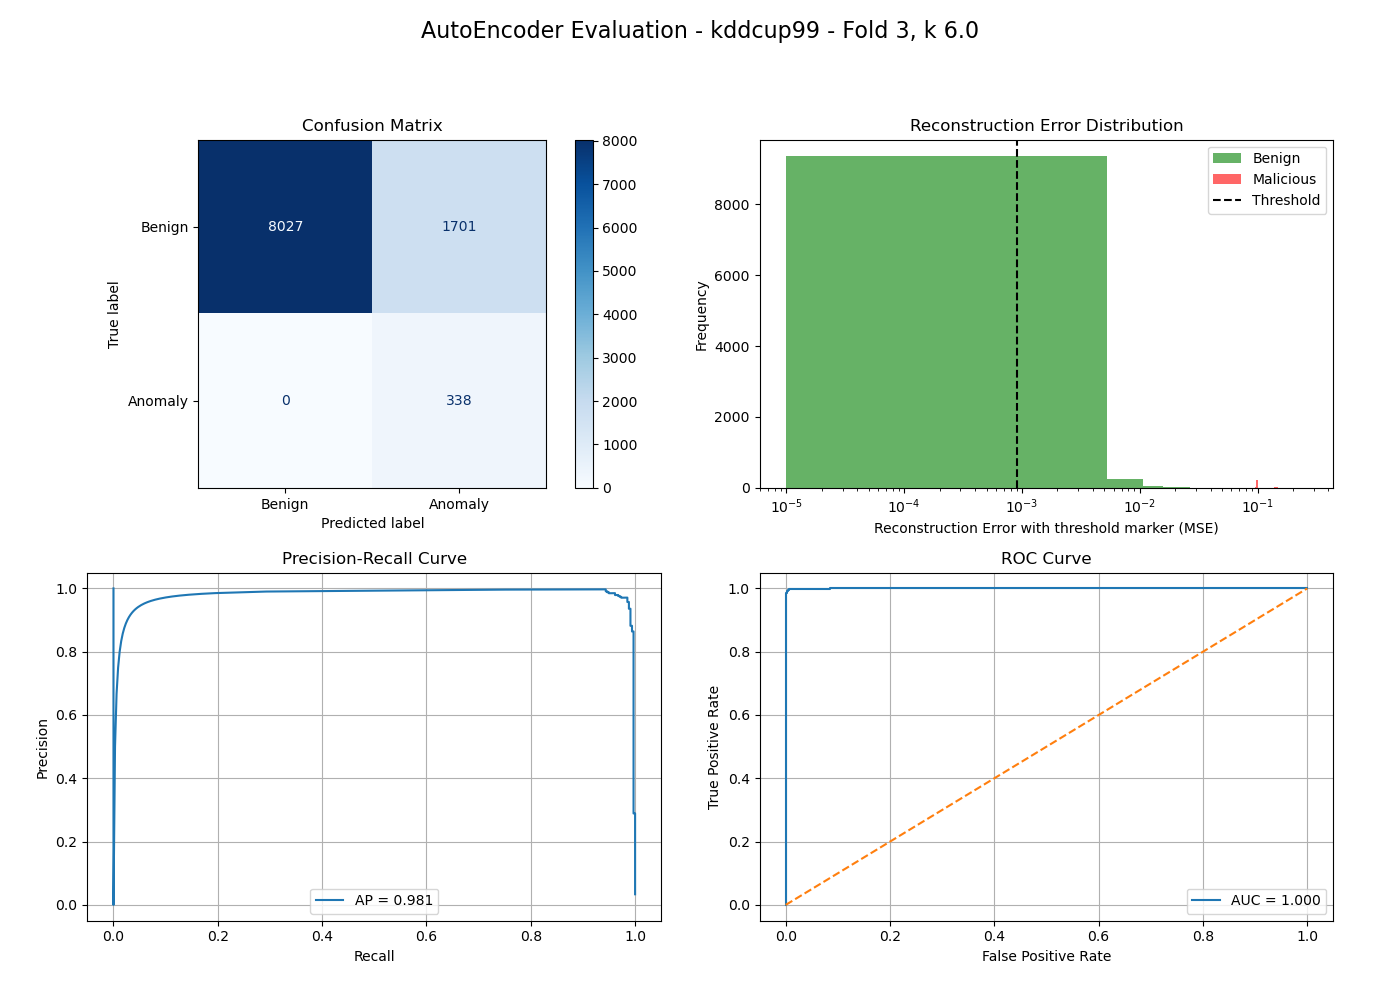 AutoEncoder Evaluation - kddcup99 - Fold 3, k 6.0
Confusion Matrix
Benign
Anomaly
True label
8027
1701
0
338
Benign
Anomaly
Predicted label
8000
7000
6000
5000
4000
3000
2000
1000
0
Reconstruction Error Distribution
Benign
Malicious
Threshold
Frequency
8000
6000
4000
2000
0
10⁻⁵
10⁻⁴
10⁻³
10⁻²
10⁻¹
Reconstruction Error with threshold marker (MSE)
Precision-Recall Curve
Precision
1.0
0.8
0.6
0.4
0.2
0.0
AP = 0.981
0.0
0.2
0.4
0.6
0.8
1.0
Recall
ROC Curve
True Positive Rate
1.0
0.8
0.6
0.4
0.2
0.0
AUC = 1.000
0.0
0.2
0.4
0.6
0.8
1.0
False Positive Rate